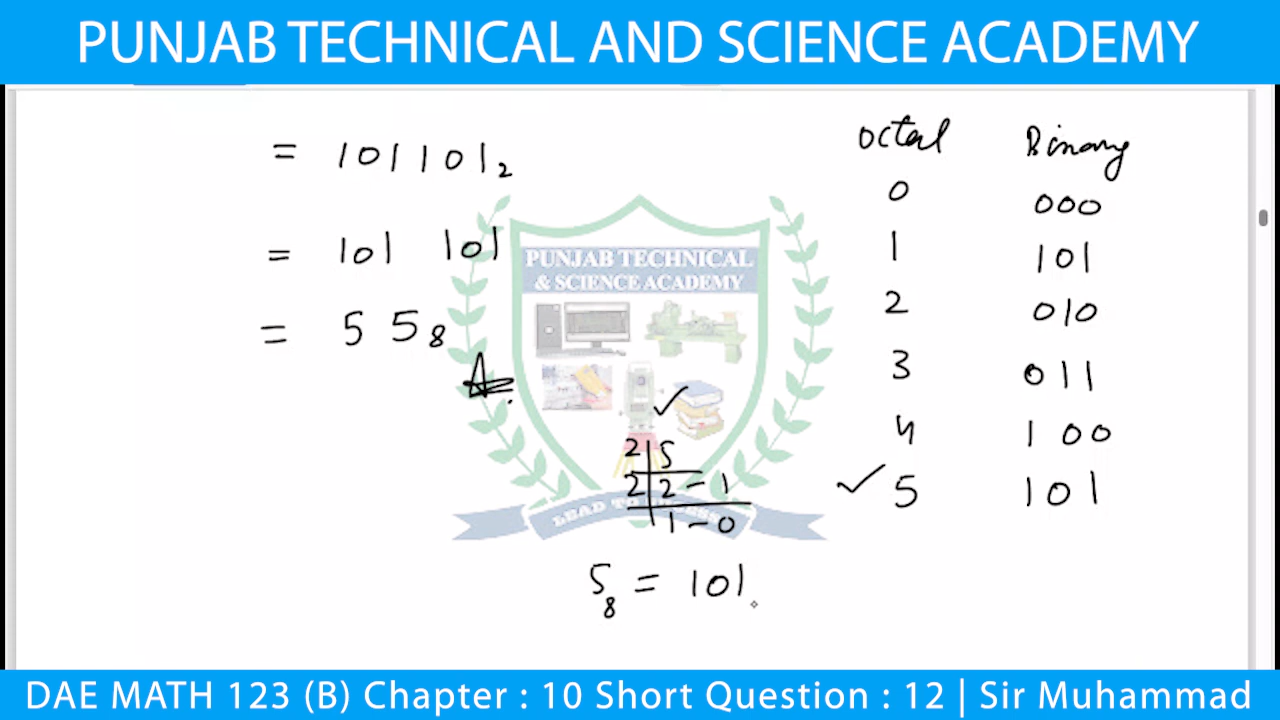 PUNJAB TECHNICAL AND SCIENCE ACADEMY
= 101101₂
= 101 101
= 55₈
Octal Binary
0 000
1 101
2 010
3 011
4 100
✓ 5 101
PUNJAB TECHNICAL
& SCIENCE ACADEMY
✓
2 | 5
2 | 2 - 1
1 - 0
5₈ = 101
DAE MATH 123 (B) Chapter : 10 Short Question : 12 | Sir Muhammad